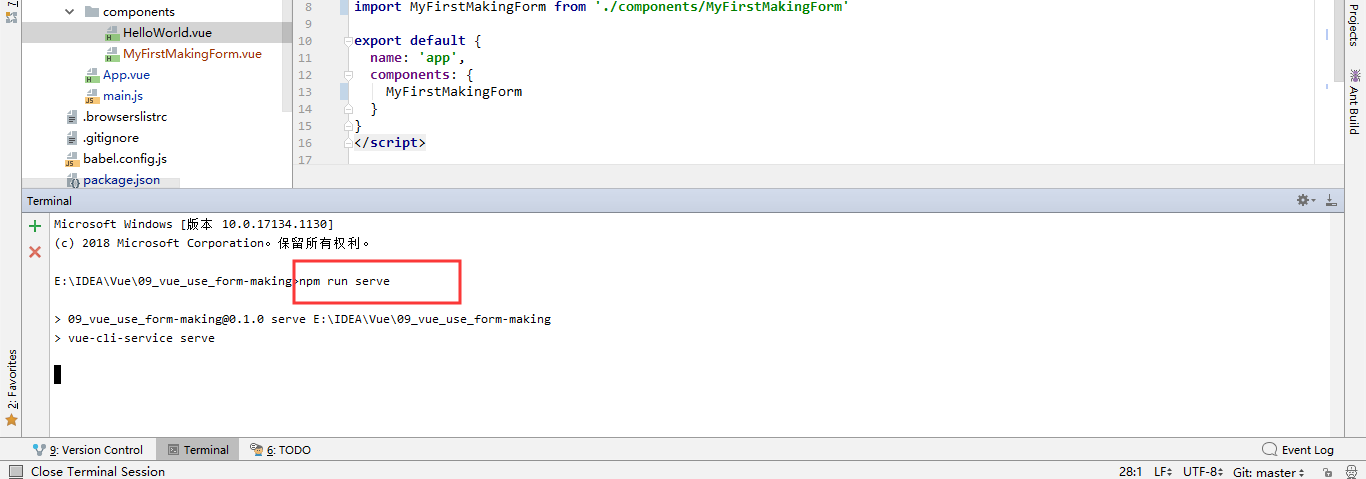 components
HelloWorld.vue
MyFirstMakingForm.vue
App.vue
main.js
.browserslistrc
.gitignore
babel.config.js
package.json
8 import MyFirstMakingForm from './components/MyFirstMakingForm'
9
10 export default {
11 name: 'app',
12 components: {
13 MyFirstMakingForm
14 }
15 }
16 </script>
17
Projects
Ant Build
Terminal
Microsoft Windows [版本 10.0.17134.1130]
(c) 2018 Microsoft Corporation。保留所有权利。
E:\IDEA\Vue\09_vue_use_form-making>npm run serve
> 09_vue_use_form-making@0.1.0 serve E:\IDEA\Vue\09_vue_use_form-making
> vue-cli-service serve
2: Favorites
9: Version Control
Terminal
6: TODO
Event Log
Close Terminal Session
28:1 LF UTF-8 Git: master